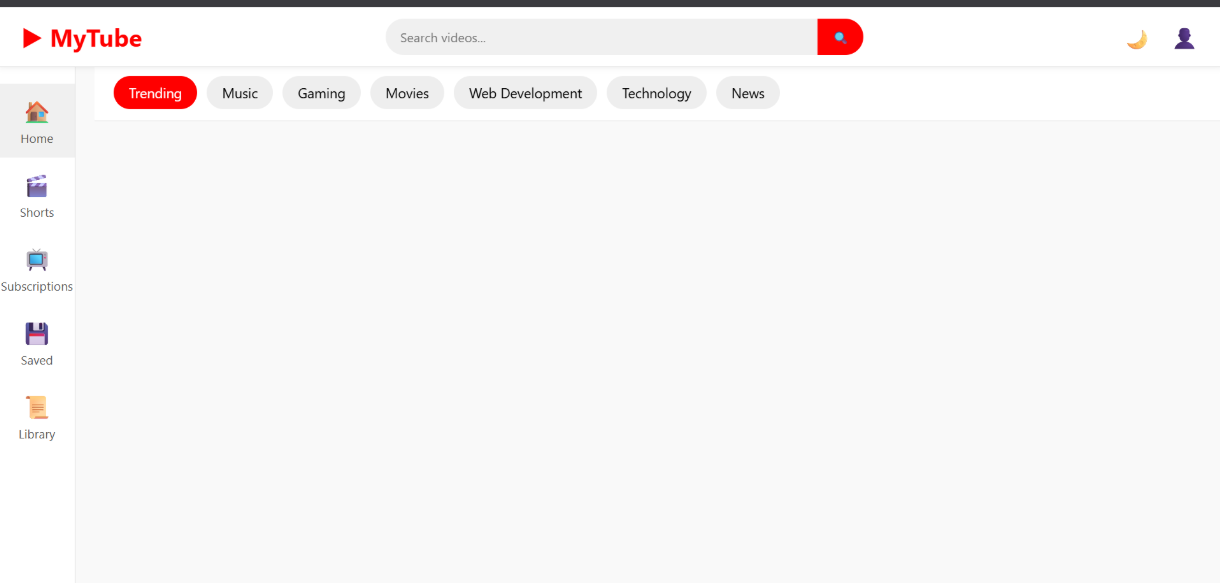 MyTube
Search videos...
Trending Music Gaming Movies Web Development Technology News
Home
Shorts
Subscriptions
Saved
Library